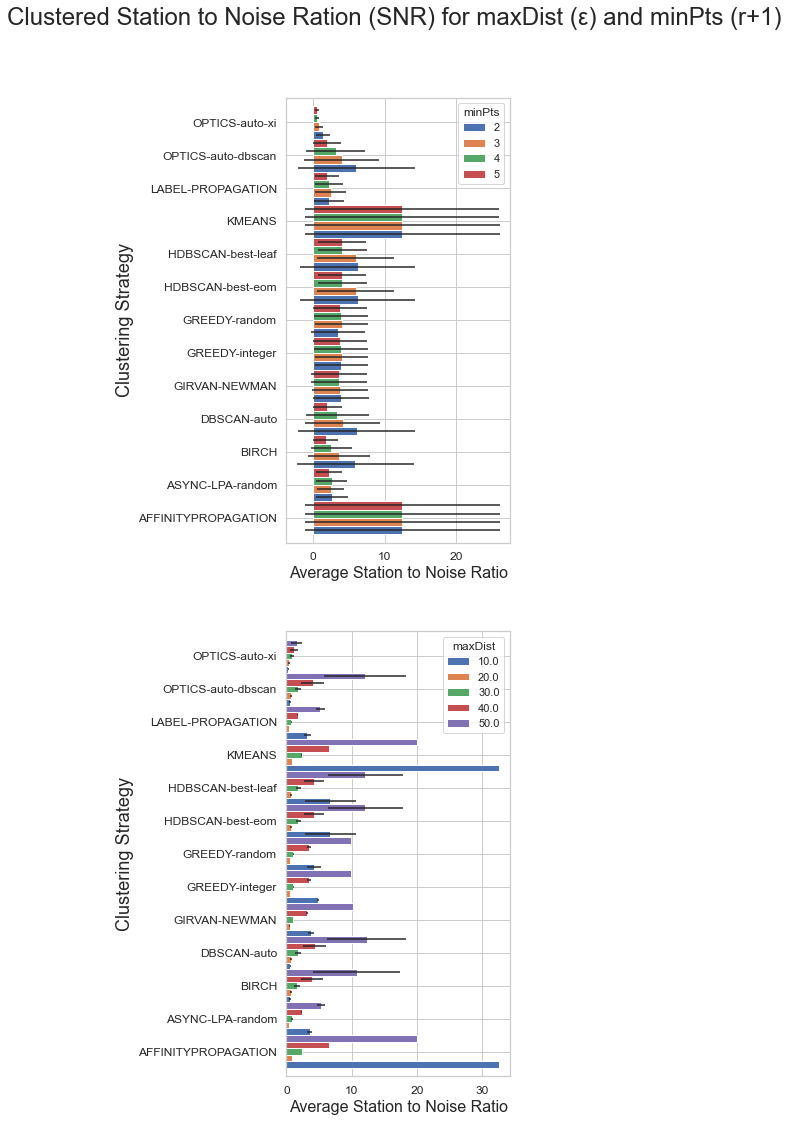 Clustered Station to Noise Ration (SNR) for maxDist (ε) and minPts (r+1)
minPts
2
3
4
5
OPTICS-auto-xi
OPTICS-auto-dbscan
LABEL-PROPAGATION
KMEANS
HDBSCAN-best-leaf
HDBSCAN-best-eom
GREEDY-random
GREEDY-integer
GIRVAN-NEWMAN
DBSCAN-auto
BIRCH
ASYNC-LPA-random
AFFINITYPROPAGATION
Clustering Strategy
0 10 20
Average Station to Noise Ratio
maxDist
10.0
20.0
30.0
40.0
50.0
OPTICS-auto-xi
OPTICS-auto-dbscan
LABEL-PROPAGATION
KMEANS
HDBSCAN-best-leaf
HDBSCAN-best-eom
GREEDY-random
GREEDY-integer
GIRVAN-NEWMAN
DBSCAN-auto
BIRCH
ASYNC-LPA-random
AFFINITYPROPAGATION
Clustering Strategy
0 10 20 30
Average Station to Noise Ratio